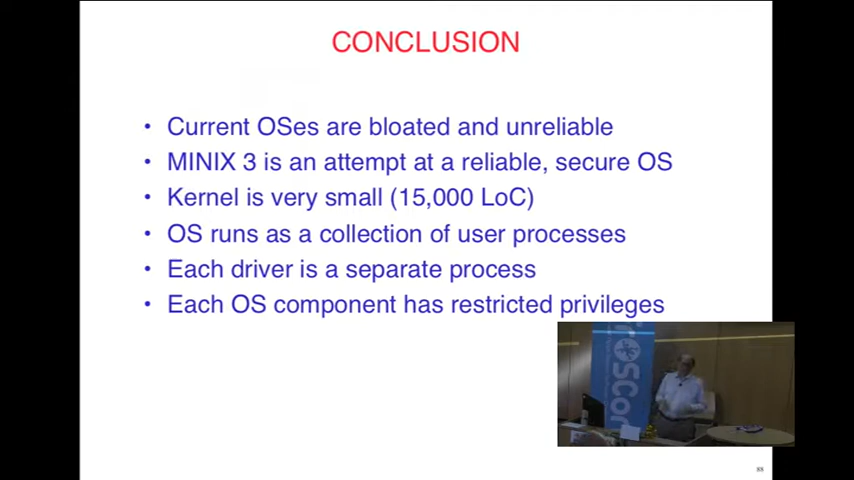 CONCLUSION
• Current OSes are bloated and unreliable
• MINIX 3 is an attempt at a reliable, secure OS
• Kernel is very small (15,000 LoC)
• OS runs as a collection of user processes
• Each driver is a separate process
• Each OS component has restricted privileges
rOSCon
88